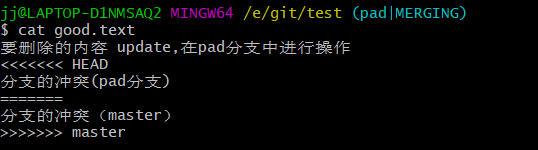 jj@LAPTOP-D1NMSAQ2 MINGW64 /e/git/test (pad|MERGING)
$ cat good.text
要删除的内容 update,在pad分支中进行操作
<<<<<<< HEAD
分支的冲突(pad分支)
=======
分支的冲突（master）
>>>>>>> master